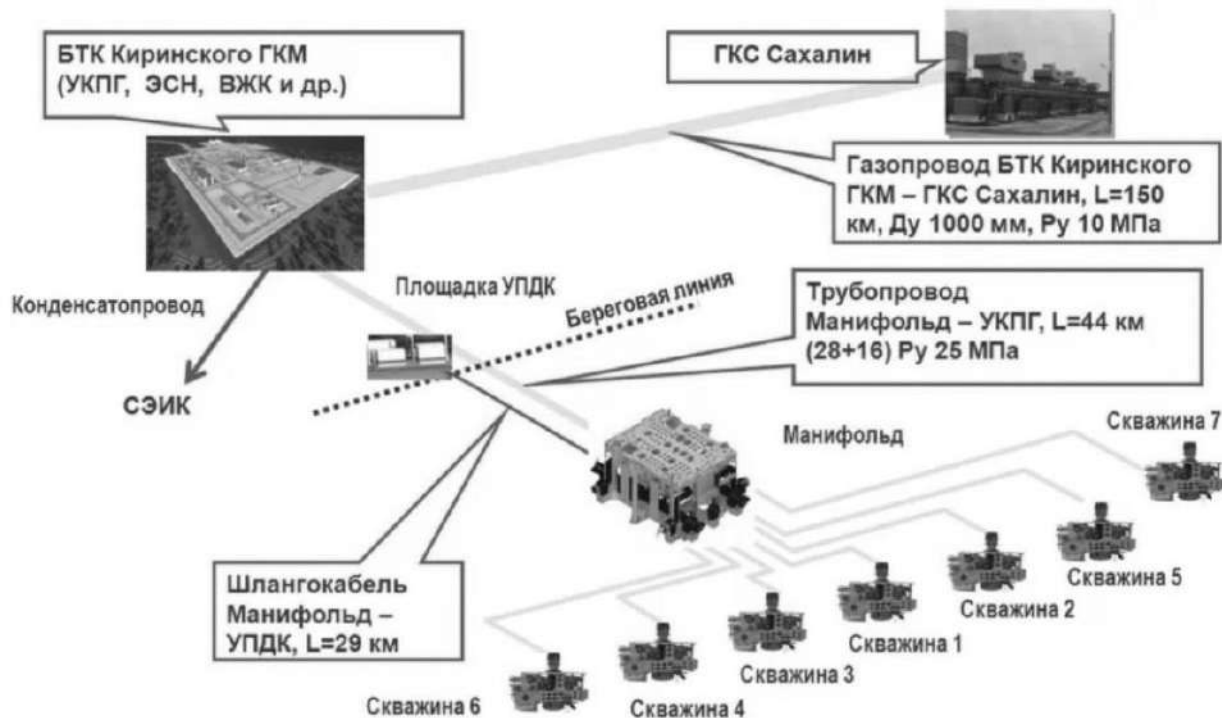 БТК Киринского ГКМ
(УКПГ, ЭСН, ВЖК и др.)
ГКС Сахалин
Газопровод БТК Киринского
ГКМ – ГКС Сахалин, L=150
км, Ду 1000 мм, Ру 10 МПа
Конденсатопровод
СЭИК
Площадка УПДК
Береговая линия
Трубопровод
Манифольд – УКПГ, L=44 км
(28+16) Ру 25 МПа
Манифольд
Шлангокабель
Манифольд –
УПДК, L=29 км
Скважина 7
Скважина 5
Скважина 2
Скважина 1
Скважина 3
Скважина 4
Скважина 6